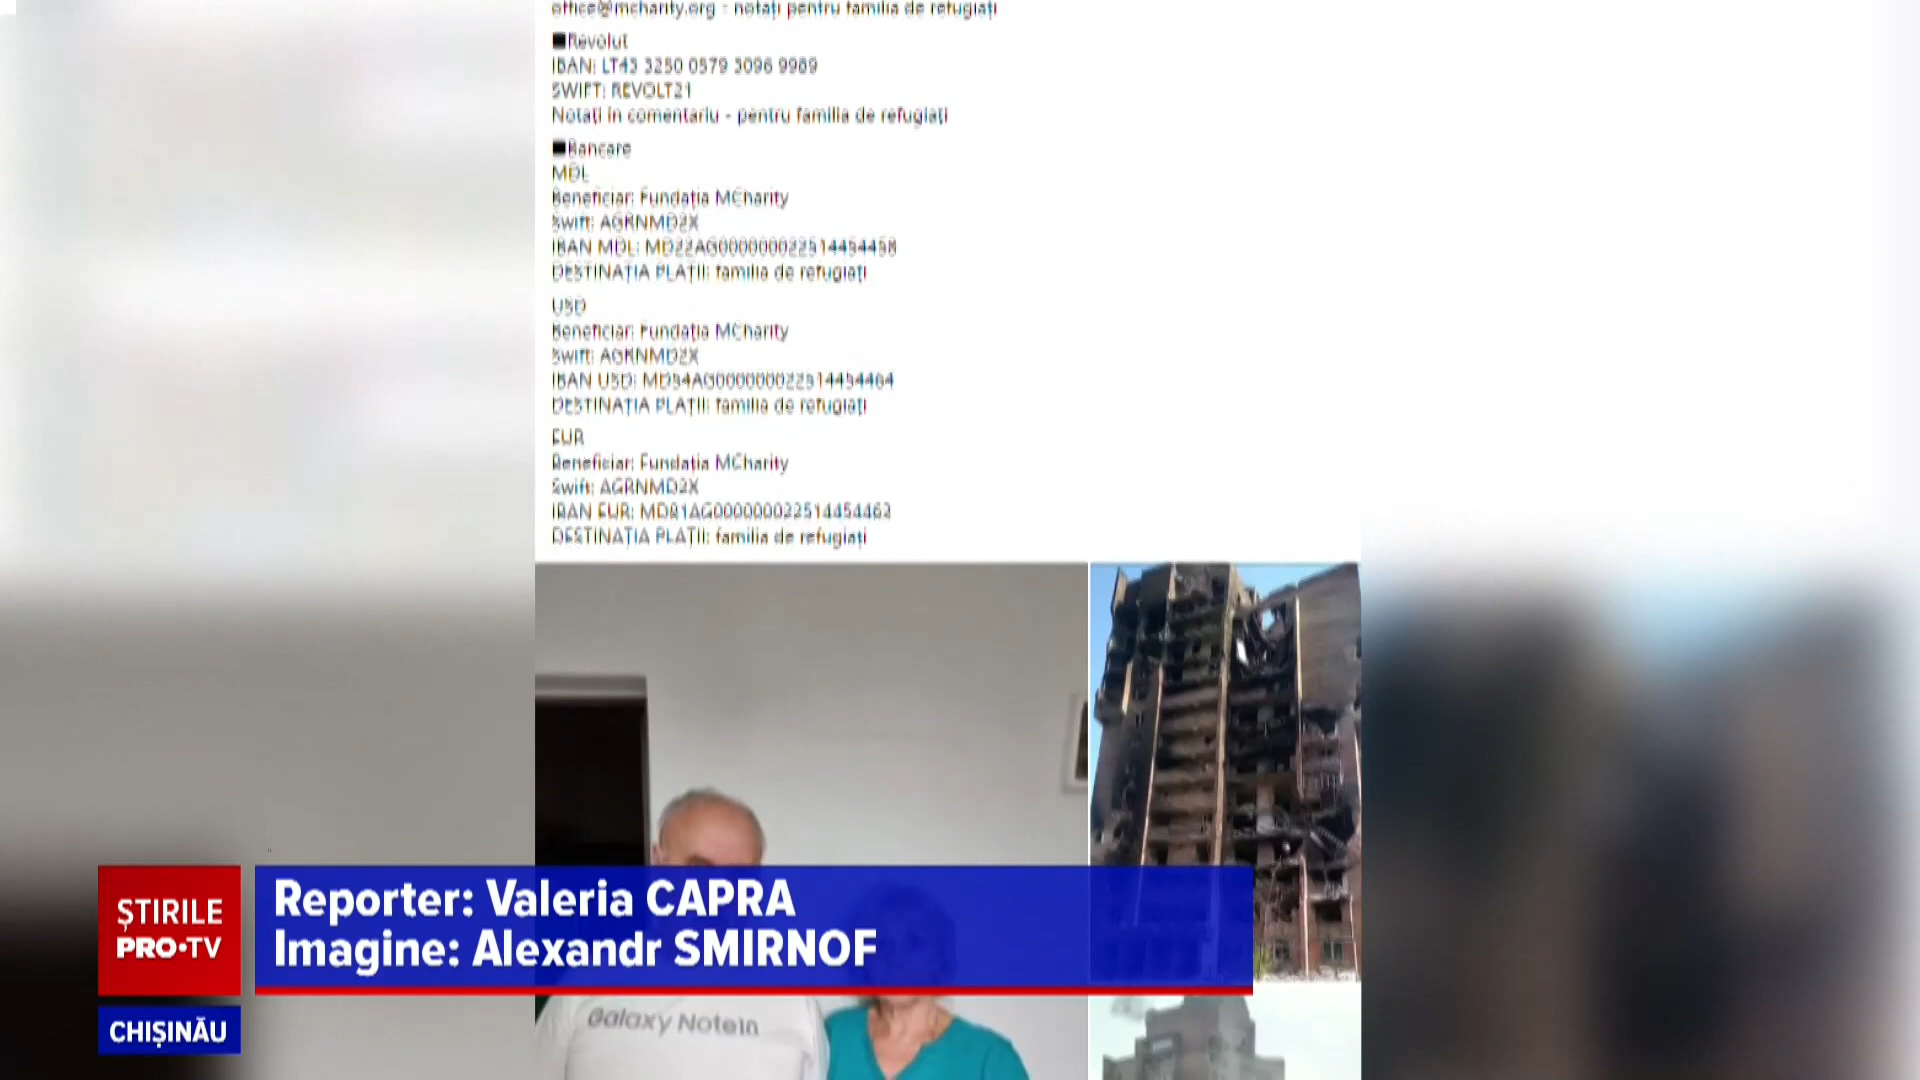 office@mcharity.org - notați pentru familia de refugiați
Revolut
IBAN: LT43 3250 0579 3096 9989
SWIFT: REVOLT21
Notați în comentariu - pentru familia de refugiați
Bancare
MDL
Beneficiar: Fundația MCharity
Swift: AGRNMD2X
IBAN MDL: MD22AG000000022514454458
DESTINAȚIA PLĂȚII: familia de refugiați
USD
Beneficiar: Fundația MCharity
Swift: AGRNMD2X
IBAN USD: MD54AG000000022514454464
DESTINAȚIA PLĂȚII: familia de refugiați
EUR
Beneficiar: Fundația MCharity
Swift: AGRNMD2X
IBAN EUR: MD81AG000000022514454462
DESTINAȚIA PLĂȚII: familia de refugiați
Galaxy Note10
Reporter: Valeria CAPRA
Imagine: Alexandr SMIRNOF
ȘTIRILE
PRO•TV
CHIȘINĂU